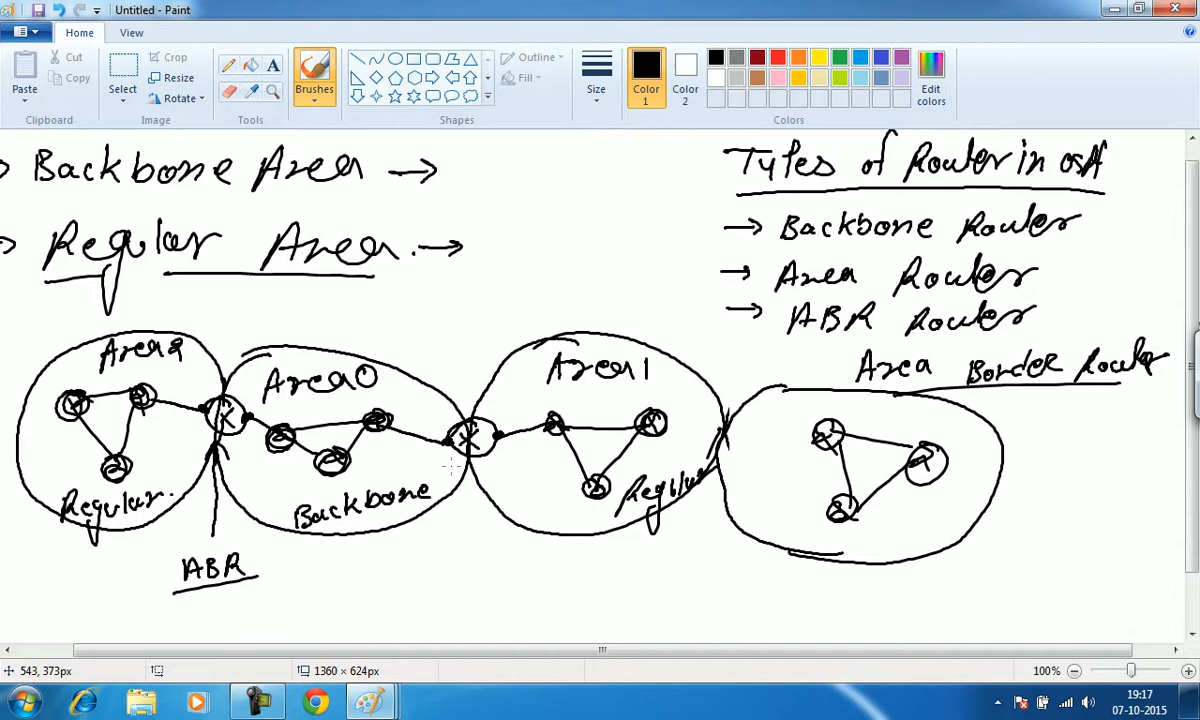 Untitled - Paint
Home
View
Paste
Cut
Copy
Clipboard
Select
Crop
Resize
Rotate
Image
Tools
Brushes
Shapes
Outline
Fill
Size
Color 1
Color 2
Edit colors
Colors
Backbone Area →
Regular Area. →
Types of Router in
→ Backbone Router
→ Area Router
→ ABR Router
Area Border Router
Area 2
Area 0
Area 1
Regular.
Backbone
Regular
ABR
543, 373px
1360 × 624px
100%
19:17
07-10-2015